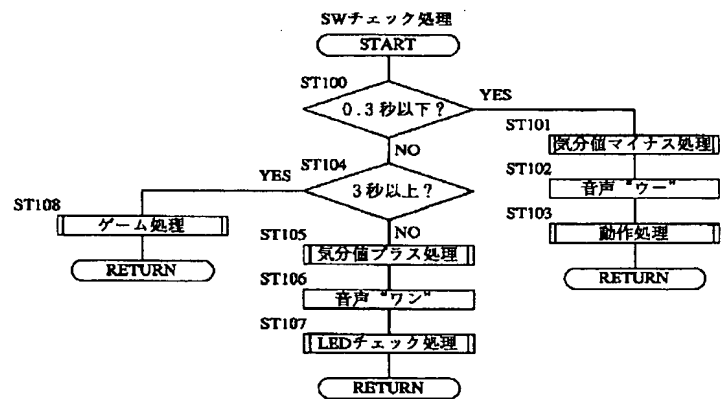 SWチェック処理
START
ST100
0.3秒以下?
YES
ST101
気分値マイナス処理
NO
ST102
音声“ウー”
ST103
動作処理
RETURN
ST104
3秒以上?
YES
ST108
ゲーム処理
RETURN
NO
ST105
気分値プラス処理
ST106
音声“ワン”
ST107
LEDチェック処理
RETURN